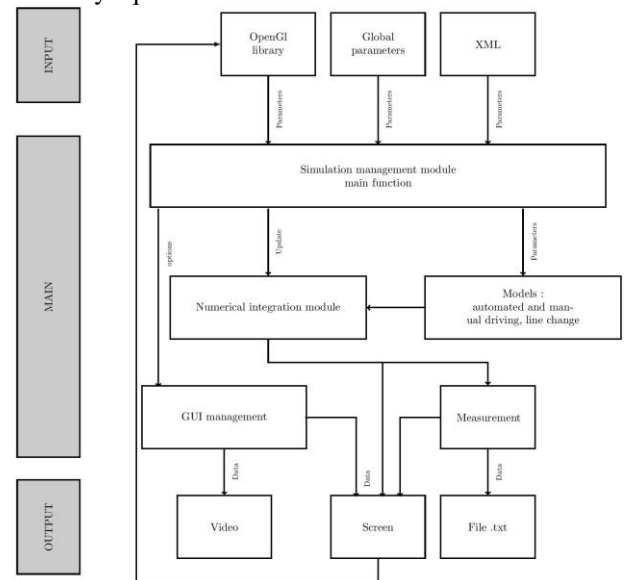 INPUT
OpenGl
library
Global
parameters
XML
Parameters
Parameters
Parameters
MAIN
Simulation management module
main function
options
Update
Parameters
Numerical integration module
Models :
automated and man-
ual driving, line change
GUI management
Measurement
Data
Data
Data
OUTPUT
Video
Screen
File .txt